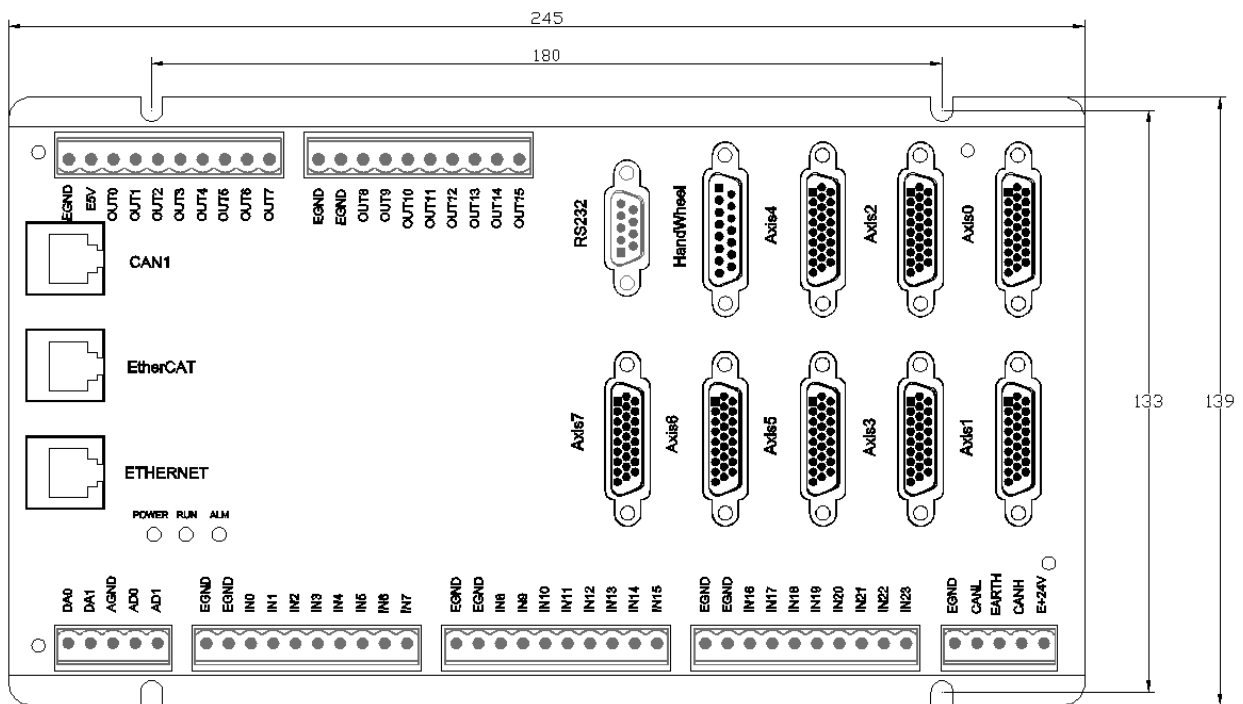 245
180
EGND E5V OUT0 OUT1 OUT2 OUT3 OUT4 OUT5 OUT6 OUT7
EGND EGND OUT8 OUT9 OUT10 OUT11 OUT12 OUT13 OUT14 OUT15
RS232
HandWheel
Axis4
Axis2
Axis0
CAN1
EtherCAT
133
139
Axis7
Axis6
Axis5
Axis3
Axis1
ETHERNET
POWER RUN ALM
DA0 DA1 AGND AD0 AD1
EGND EGND IN0 IN1 IN2 IN3 IN4 IN5 IN6 IN7
EGND EGND IN8 IN9 IN10 IN11 IN12 IN13 IN14 IN15
EGND EGND IN16 IN17 IN18 IN19 IN20 IN21 IN22 IN23
EGND CANL EARTH CANH E+24V